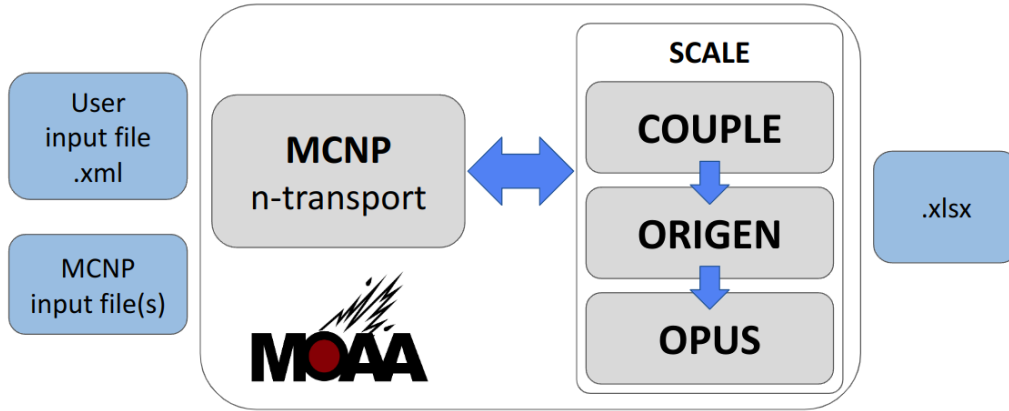 User
input file
.xml
MCNP
input file(s)
MCNP
n-transport
MOAA
SCALE
COUPLE
ORIGEN
OPUS
.xlsx